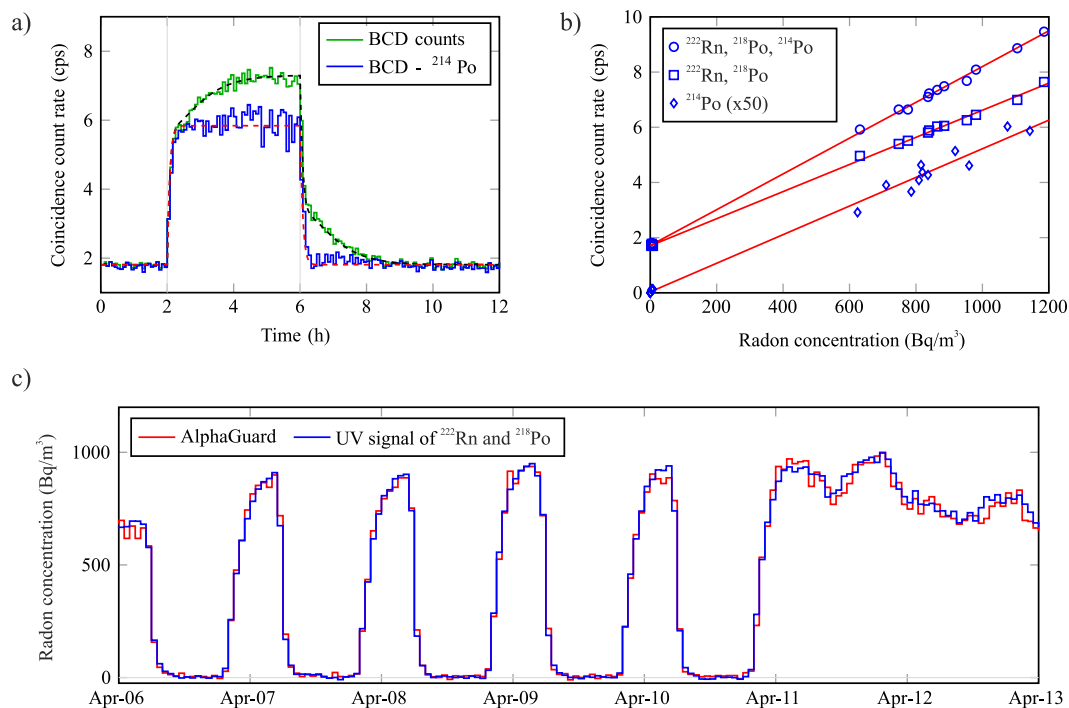 a)
Coincidence count rate (cps)
8
6
4
2
BCD counts
BCD - ²¹⁴ Po
0 2 4 6 8 10 12
Time (h)
b)
Coincidence count rate (cps)
10
8
6
4
2
0
²²²Rn, ²¹⁸Po, ²¹⁴Po
²²²Rn, ²¹⁸Po
²¹⁴Po (x50)
0 200 400 600 800 1000 1200
Radon concentration (Bq/m³)
c)
Radon concentration (Bq/m³)
1000
500
0
AlphaGuard UV signal of ²²²Rn and ²¹⁸Po
Apr-06 Apr-07 Apr-08 Apr-09 Apr-10 Apr-11 Apr-12 Apr-13